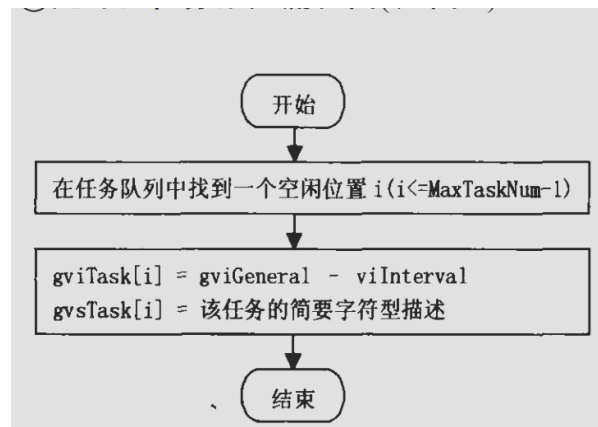 开始
在任务队列中找到一个空闲位置 i(i<=MaxTaskNum-1)
gviTask[i] = gviGeneral - viInterval
gvsTask[i] = 该任务的简要字符型描述
结束